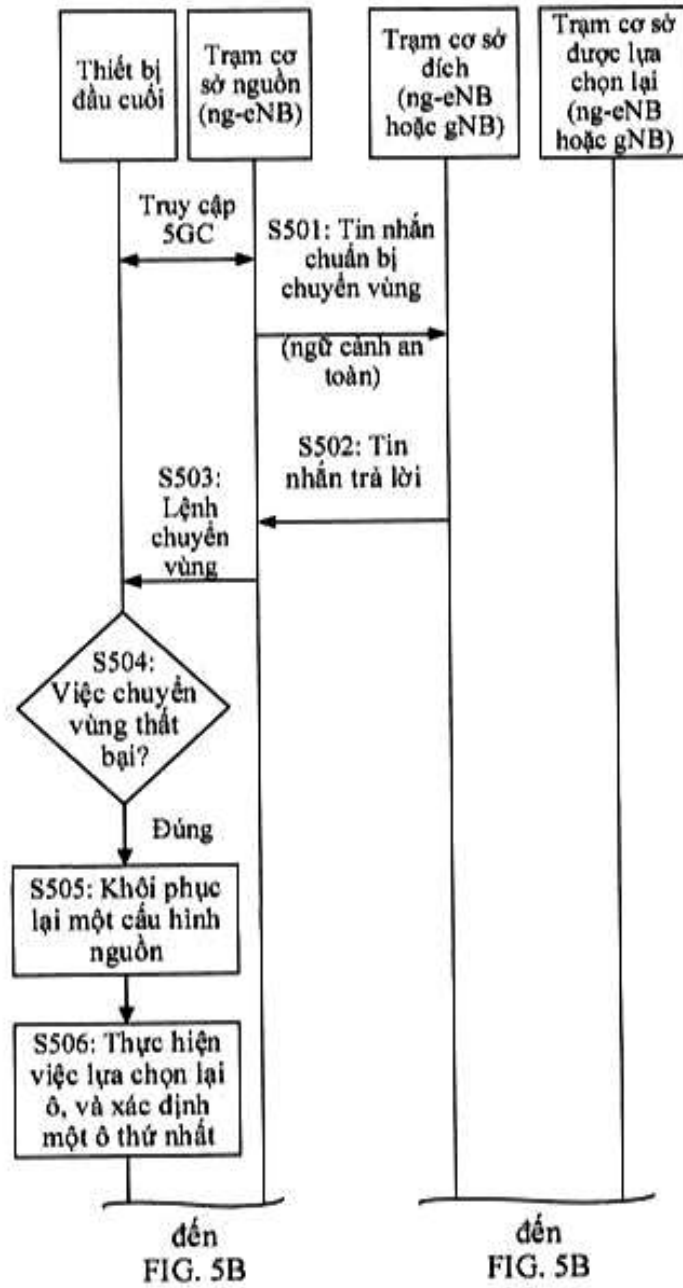 Thiết bị
đầu cuối
Trạm cơ
sở nguồn
(ng-eNB)
Trạm cơ sở
đích
(ng-eNB
hoặc gNB)
Trạm cơ sở
được lựa
chọn lại
(ng-eNB
hoặc gNB)
Truy cập
5GC
S501: Tin nhắn
chuẩn bị
chuyển vùng
(ngữ cảnh an
toàn)
S502: Tin
nhắn trả lời
S503:
Lệnh
chuyển
vùng
S504:
Việc chuyển
vùng thất
bại?
Đúng
S505: Khôi phục
lại một cấu hình
nguồn
S506: Thực hiện
việc lựa chọn lại
ô, và xác định
một ô thứ nhất
đến
FIG. 5B
đến
FIG. 5B